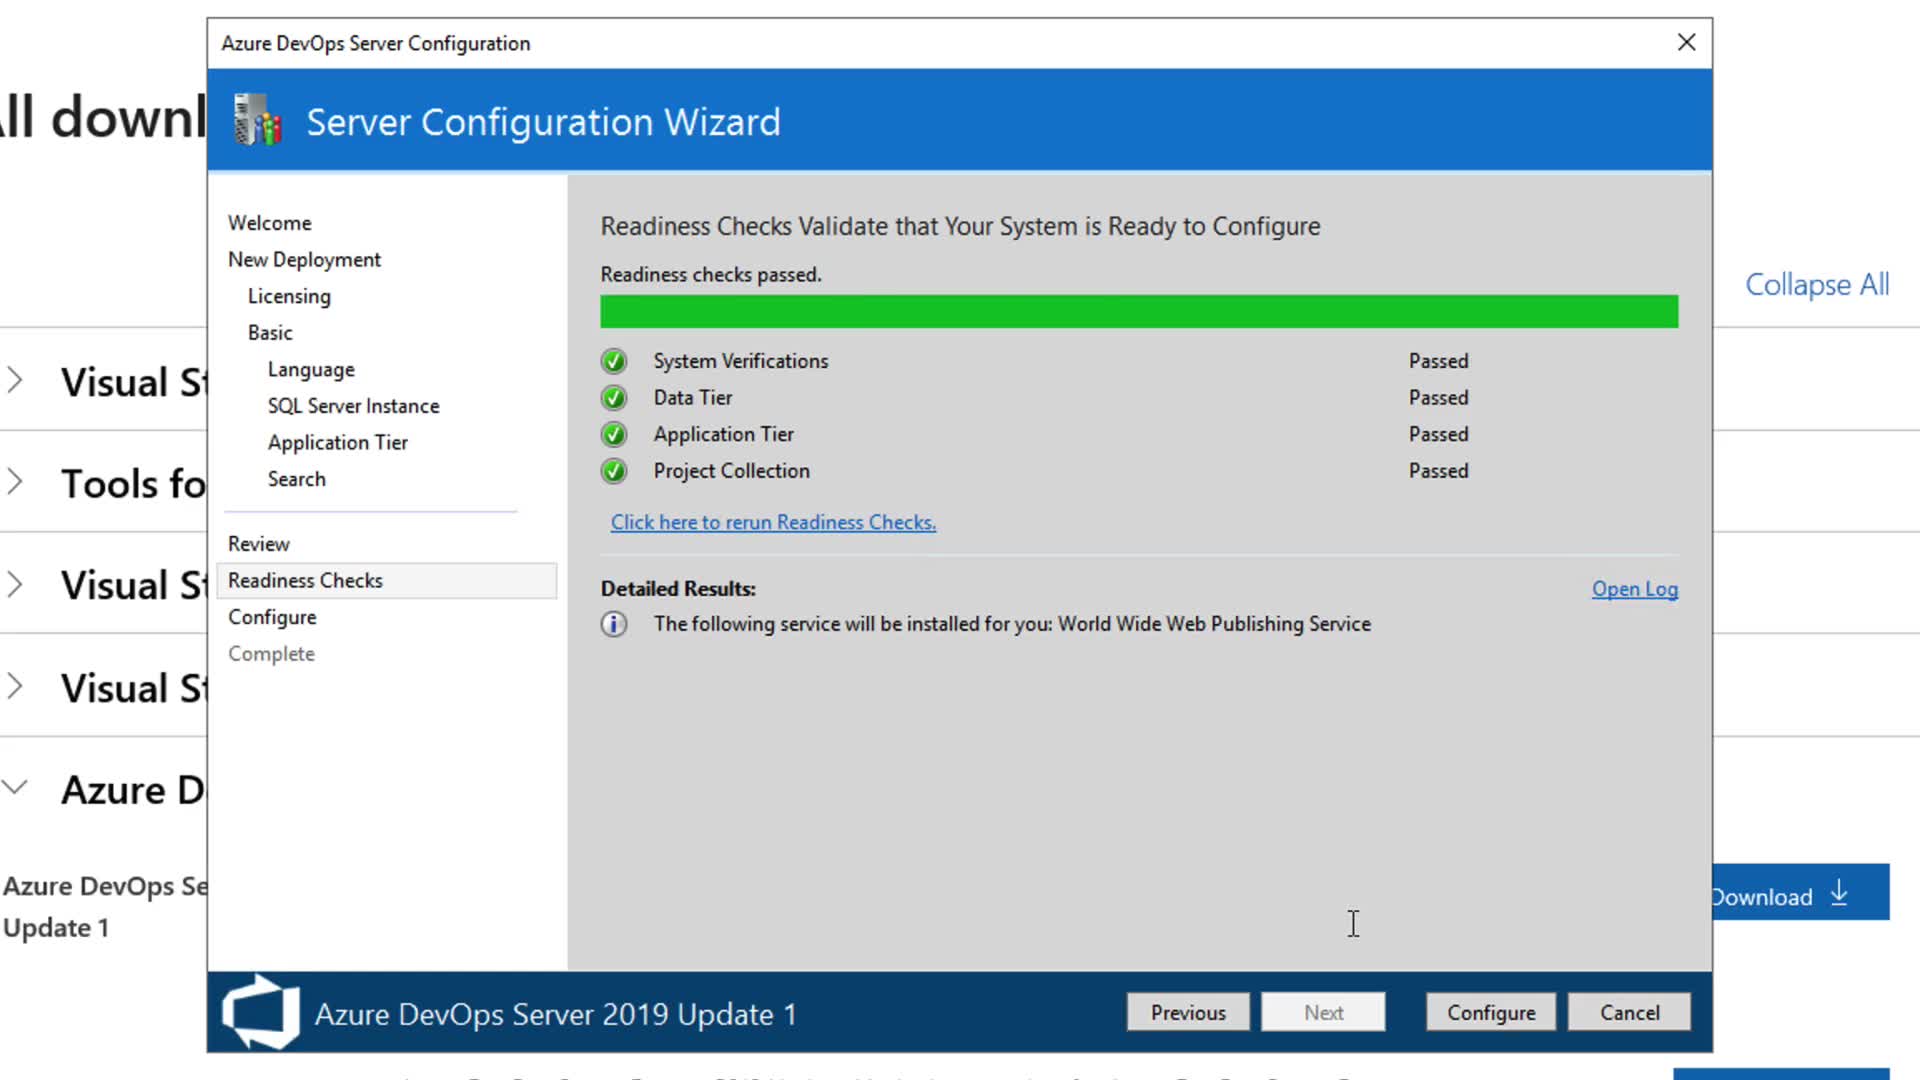 Azure DevOps Server Configuration
Server Configuration Wizard
Welcome
New Deployment
Licensing
Basic
Language
SQL Server Instance
Application Tier
Search
Review
Readiness Checks
Configure
Complete
Readiness Checks Validate that Your System is Ready to Configure
Readiness checks passed.
System Verifications Passed
Data Tier Passed
Application Tier Passed
Project Collection Passed
Click here to rerun Readiness Checks.
Detailed Results: Open Log
The following service will be installed for you: World Wide Web Publishing Service
Azure DevOps Server 2019 Update 1
Previous Next Configure Cancel
All downl
Collapse All
Visual St
Tools fo
Visual St
Visual St
Azure D
Azure DevOps Se
Update 1
Download